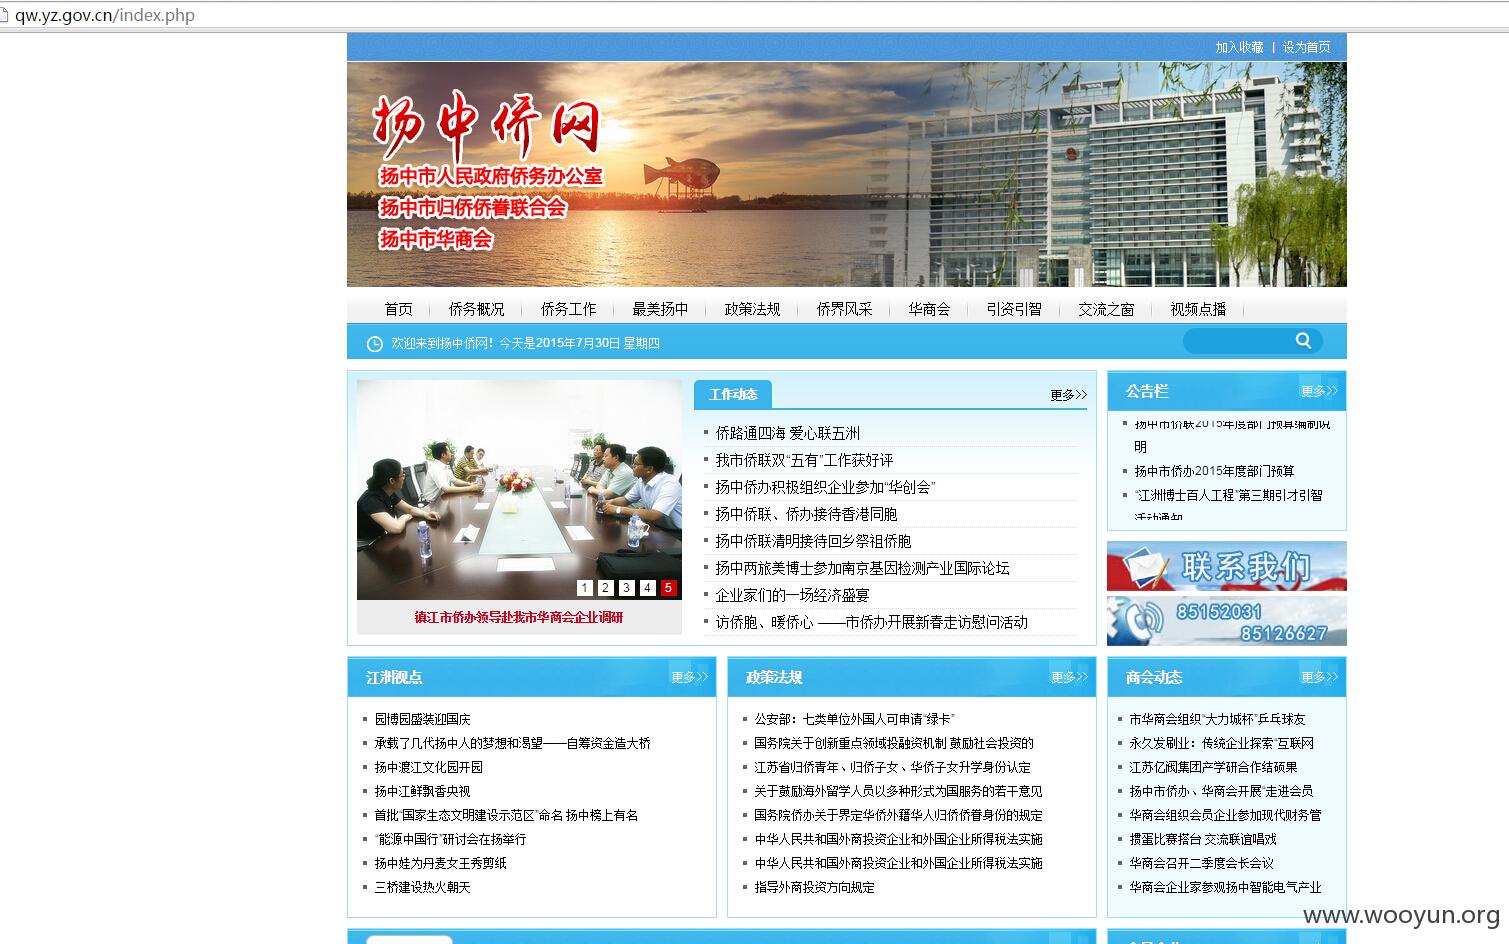 qw.yz.gov.cn/index.php
加入收藏 | 设为首页
扬中侨网
扬中市人民政府侨务办公室
扬中市归侨侨眷联合会
扬中市华商会
首页 侨务概况 侨务工作 最美扬中 政策法规 侨界风采 华商会 引资引智 交流之窗 视频点播
欢迎来到扬中侨网！今天是2015年7月30日 星期四
1 2 3 4 5
镇江市侨办领导赴我市华商会企业调研
工作动态 更多>>
侨路通四海 爱心联五洲
我市侨联双“五有”工作获好评
扬中侨办积极组织企业参加“华创会”
扬中侨联、侨办接待香港同胞
扬中侨联清明接待回乡祭祖侨胞
扬中两旅美博士参加南京基因检测产业国际论坛
企业家们的一场经济盛宴
访侨胞、暖侨心 ——市侨办开展新春走访慰问活动
公告栏 更多>>
扬中市侨联2015年度部门预算编制说
明
扬中市侨办2015年度部门预算
“江洲博士百人工程”第三期引才引智
活动通知
联系我们
85152031
85126627
江洲视点 更多>>
园博园盛装迎国庆
承载了几代扬中人的梦想和渴望——自筹资金造大桥
扬中渡江文化园开园
扬中江鲜飘香央视
首批“国家生态文明建设示范区”命名 扬中榜上有名
“能源中国行”研讨会在扬举行
扬中娃为丹麦女王秀剪纸
三桥建设热火朝天
政策法规 更多>>
公安部：七类单位外国人可申请“绿卡”
国务院关于创新重点领域投融资机制 鼓励社会投资的
江苏省归侨青年、归侨子女、华侨子女升学身份认定
关于鼓励海外留学人员以多种形式为国服务的若干意见
国务院侨办关于界定华侨外籍华人归侨侨眷身份的规定
中华人民共和国外商投资企业和外国企业所得税法实施
中华人民共和国外商投资企业和外国企业所得税法实施
指导外商投资方向规定
商会动态 更多>>
市华商会组织“大力城杯”乒乓球友
永久发刷业：传统企业探索“互联网
江苏亿阀集团产学研合作结硕果
扬中市侨办、华商会开展“走进会员
华商会组织会员企业参加现代财务管
掼蛋比赛搭台 交流联谊唱戏
华商会召开二季度会长会议
华商会企业家参观扬中智能电气产业
www.wooyun.org